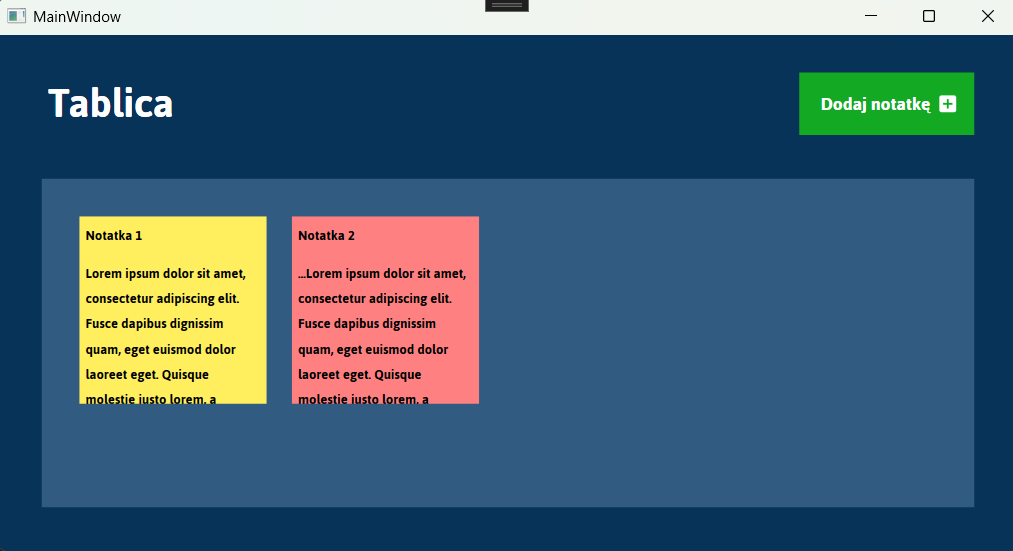 MainWindow
Tablica
Dodaj notatkę
Notatka 1
Lorem ipsum dolor sit amet,
consectetur adipiscing elit.
Fusce dapibus dignissim
quam, eget euismod dolor
laoreet eget. Quisque
molestie justo lorem, a
Notatka 2
...Lorem ipsum dolor sit amet,
consectetur adipiscing elit.
Fusce dapibus dignissim
quam, eget euismod dolor
laoreet eget. Quisque
molestie justo lorem, a